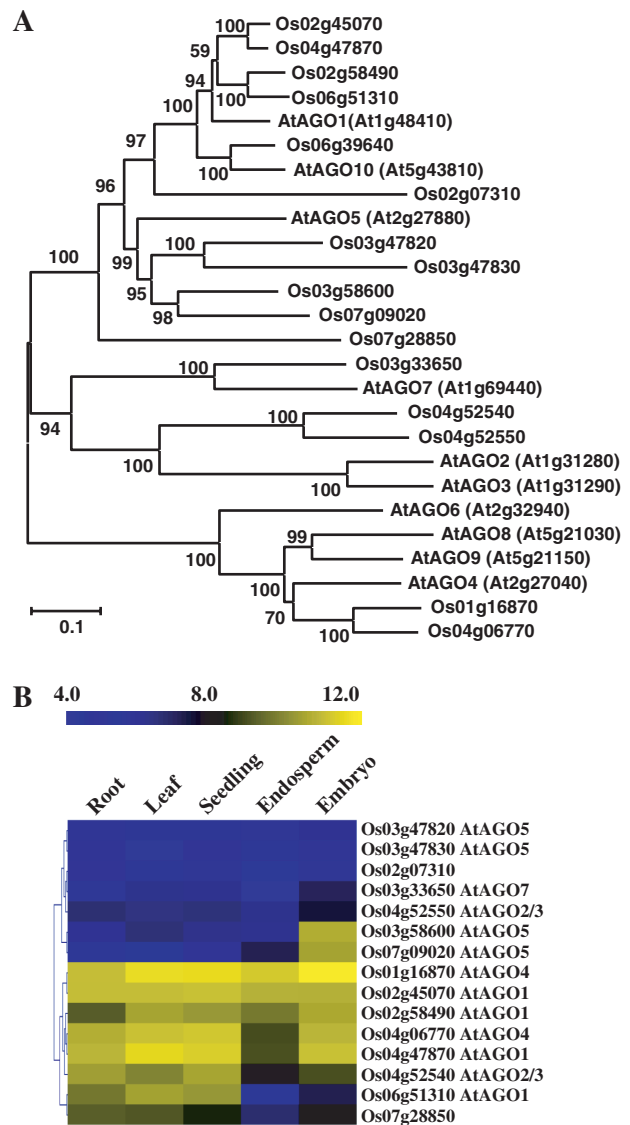 A
Os02g45070
Os04g47870
Os02g58490
Os06g51310
AtAGO1(At1g48410)
Os06g39640
AtAGO10 (At5g43810)
Os02g07310
AtAGO5 (At2g27880)
Os03g47820
Os03g47830
Os03g58600
Os07g09020
Os07g28850
Os03g33650
AtAGO7 (At1g69440)
Os04g52540
Os04g52550
AtAGO2 (At1g31280)
AtAGO3 (At1g31290)
AtAGO6 (At2g32940)
AtAGO8 (At5g21030)
AtAGO9 (At5g21150)
AtAGO4 (At2g27040)
Os01g16870
Os04g06770
100
59
94
100
100
97
100
96
100
99
95
98
100
100
94
100
100
100
100
99
100
70
100
0.1
B
4.0 8.0 12.0
Root Leaf Seedling Endosperm Embryo
Os03g47820 AtAGO5
Os03g47830 AtAGO5
Os02g07310
Os03g33650 AtAGO7
Os04g52550 AtAGO2/3
Os03g58600 AtAGO5
Os07g09020 AtAGO5
Os01g16870 AtAGO4
Os02g45070 AtAGO1
Os02g58490 AtAGO1
Os04g06770 AtAGO4
Os04g47870 AtAGO1
Os04g52540 AtAGO2/3
Os06g51310 AtAGO1
Os07g28850